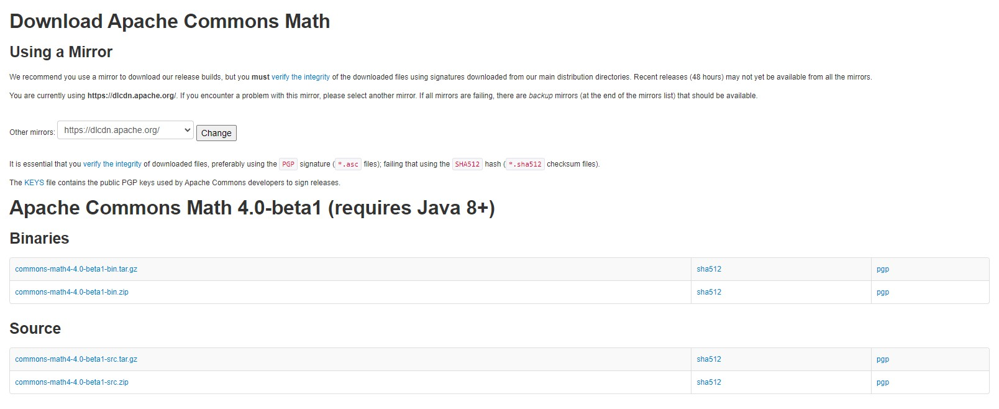 Download Apache Commons Math
Using a Mirror
We recommend you use a mirror to download our release builds, but you must verify the integrity of the downloaded files using signatures downloaded from our main distribution directories. Recent releases (48 hours) may not yet be available from all the mirrors.
You are currently using https://dlcdn.apache.org/. If you encounter a problem with this mirror, please select another mirror. If all mirrors are failing, there are backup mirrors (at the end of the mirrors list) that should be available.
Other mirrors: https://dlcdn.apache.org/ Change
It is essential that you verify the integrity of downloaded files, preferably using the PGP signature (*.asc files); failing that using the SHA512 hash (*.sha512 checksum files).
The KEYS file contains the public PGP keys used by Apache Commons developers to sign releases.
Apache Commons Math 4.0-beta1 (requires Java 8+)
Binaries
commons-math4-4.0-beta1-bin.tar.gz sha512 pgp
commons-math4-4.0-beta1-bin.zip sha512 pgp
Source
commons-math4-4.0-beta1-src.tar.gz sha512 pgp
commons-math4-4.0-beta1-src.zip sha512 pgp